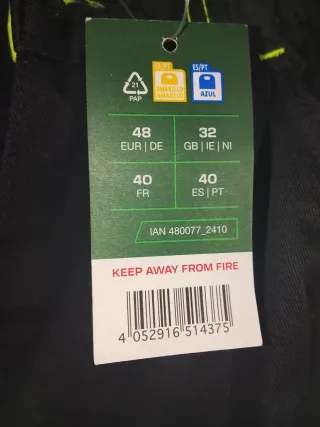 ES/PT
AMARILLO
AMARELO
ES/PT
AZUL
21
PAP
48
EUR | DE
32
GB | IE | NI
40
FR
40
ES | PT
IAN 480077_2410
KEEP AWAY FROM FIRE
4 052916 514375